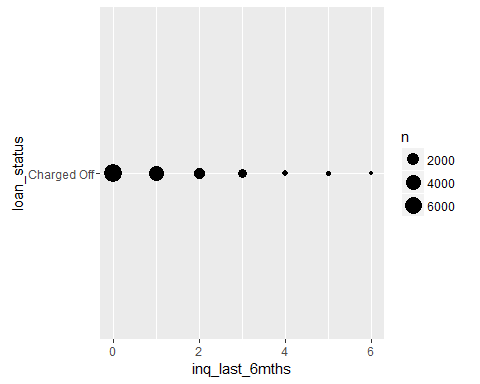 loan_status
Charged Off
0
2
4
6
inq_last_6mths
n
2000
4000
6000